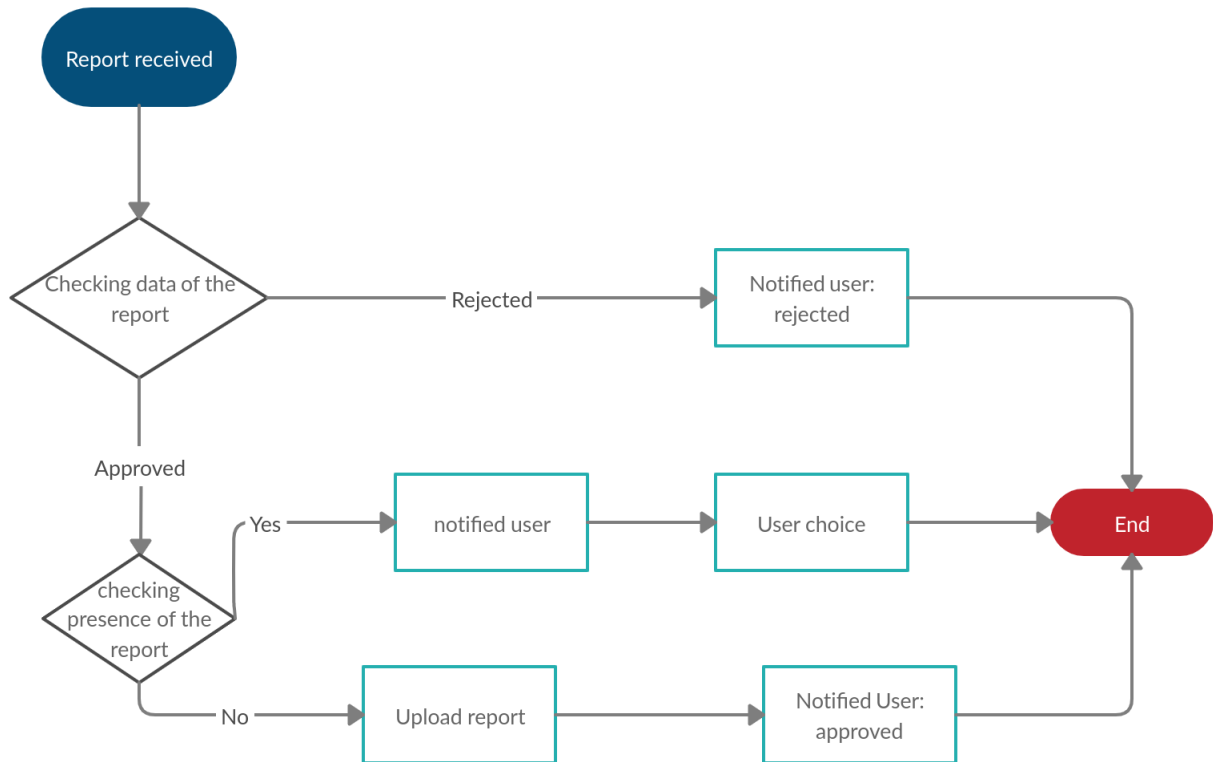 Report received
Checking data of the
report
Rejected
Notified user:
rejected
Approved
Yes
notified user
User choice
End
checking
presence of the
report
No
Upload report
Notified User:
approved